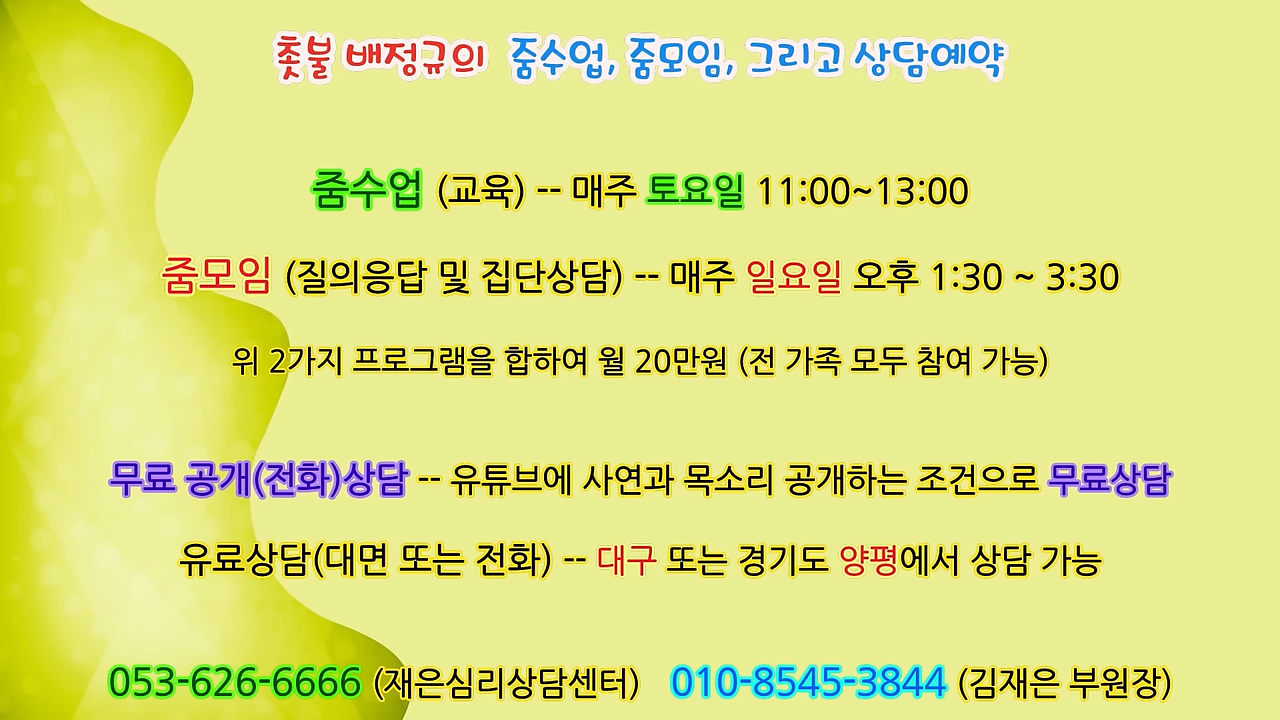 촛불 배정규의 줌수업, 줌모임, 그리고 상담예약
줌수업 (교육) -- 매주 토요일 11:00~13:00
줌모임 (질의응답 및 집단상담) -- 매주 일요일 오후 1:30 ~ 3:30
위 2가지 프로그램을 합하여 월 20만원 (전 가족 모두 참여 가능)
무료 공개(전화)상담 -- 유튜브에 사연과 목소리 공개하는 조건으로 무료상담
유료상담(대면 또는 전화) -- 대구 또는 경기도 양평에서 상담 가능
053-626-6666 (재은심리상담센터) 010-8545-3844 (김재은 부원장)